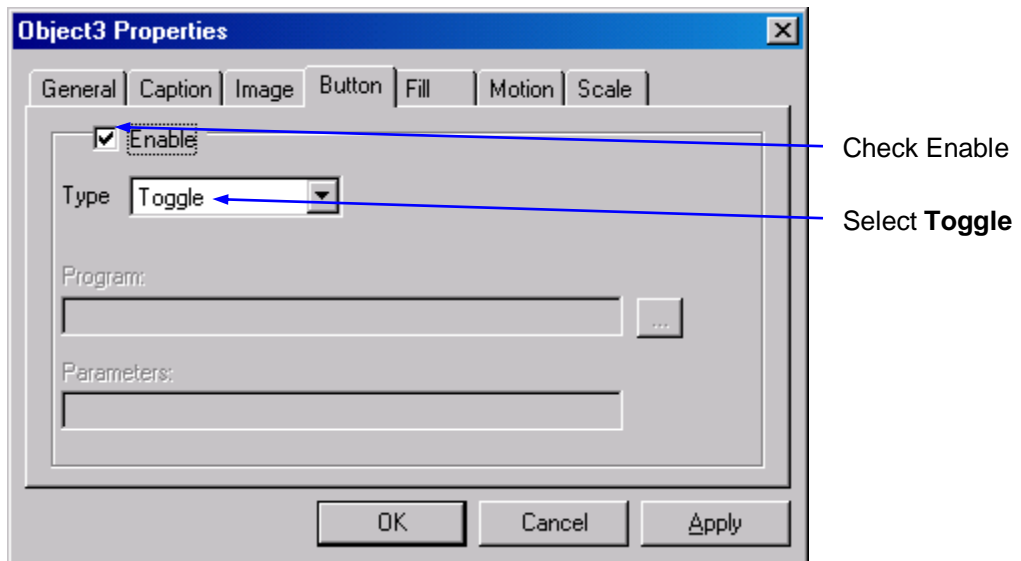 Object3 Properties
General Caption Image Button Fill Motion Scale
Enable
Check Enable
Type Toggle
Select Toggle
Program:
...
Parameters:
OK Cancel Apply